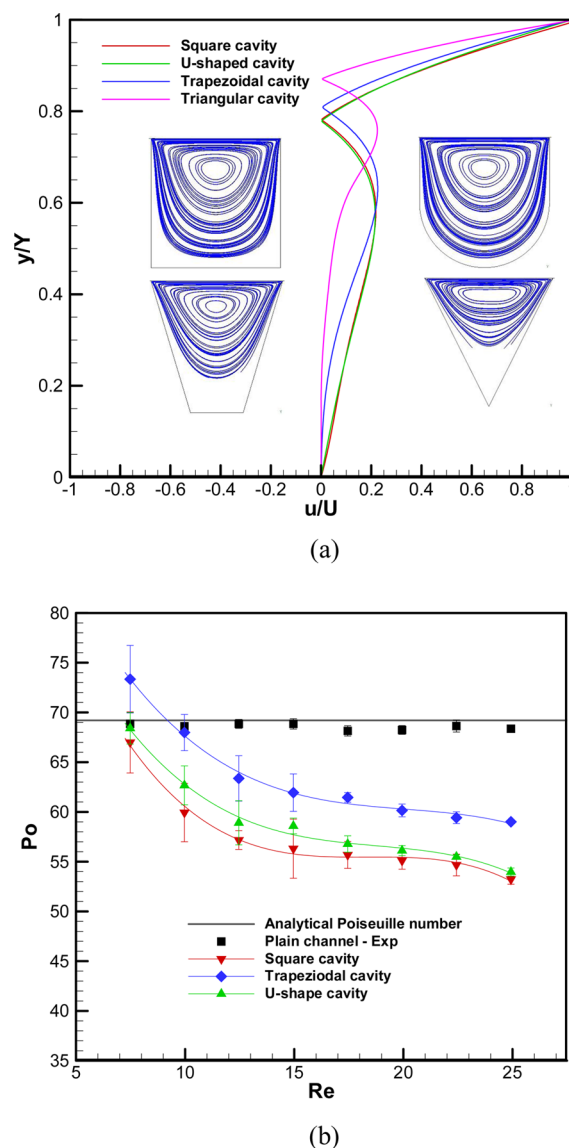 Square cavity
U-shaped cavity
Trapezoidal cavity
Triangular cavity
1
0.8
0.6
0.4
0.2
0
y/Y
-1 -0.8 -0.6 -0.4 -0.2 0 0.2 0.4 0.6 0.8
u/U
(a)
80
75
70
65
60
55
50
45
40
35
Po
Analytical Poiseuille number
Plain channel - Exp
Square cavity
Trapeziodal cavity
U-shape cavity
5 10 15 20 25
Re
(b)